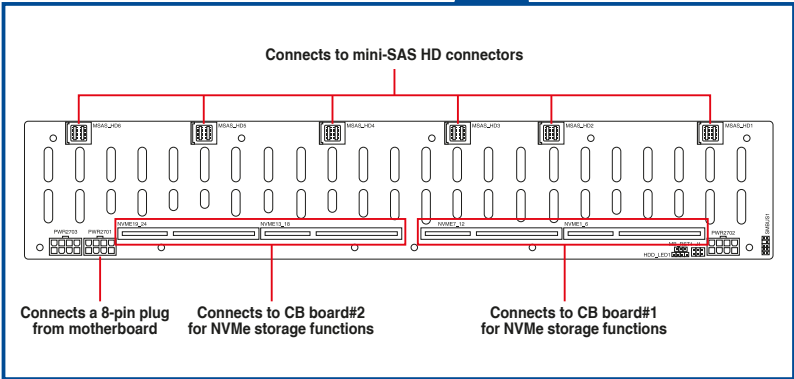 Connects to mini-SAS HD connectors
MSAS_HD6
MSAS_HD5
MSAS_HD4
MSAS_HD3
MSAS_HD2
MSAS_HD1
NVME19_24
NVME13_18
NVME7_12
NVME1_6
PWR2703
PWR2701
PWR2702
SMBUS1
HDD_LED1
Connects a 8-pin plug
from motherboard
Connects to CB board#2
for NVMe storage functions
Connects to CB board#1
for NVMe storage functions